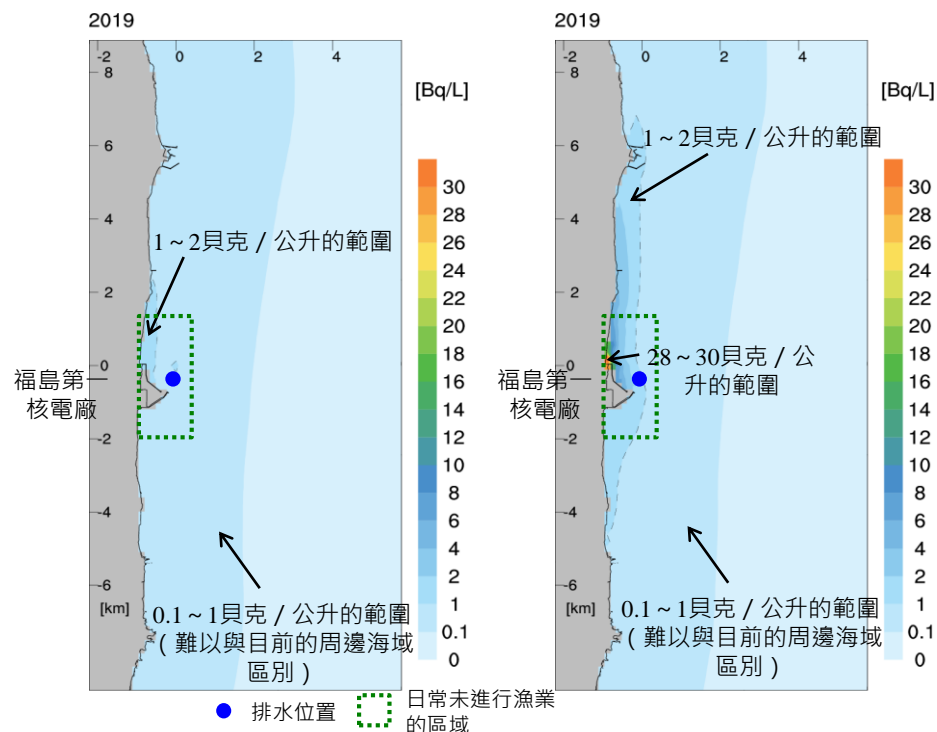 2019
-2 0 2 4
[Bq/L]
8
6
4
2
0
-2
-4
-6
[km]
1~2貝克 / 公升的範圍
福島第一
核電廠
0.1~1貝克 / 公升的範圍
(難以與目前的周邊海域
區別)
30
28
26
24
22
20
18
16
14
12
10
8
6
4
2
1
0.1
0
2019
-2 0 2 4
[Bq/L]
8
6
4
2
0
-2
-4
-6
[km]
1~2貝克 / 公升的範圍
28~30貝克 / 公
升的範圍
福島第一
核電廠
0.1~1貝克 / 公升的範圍
(難以與目前的周邊海域
區別)
30
28
26
24
22
20
18
16
14
12
10
8
6
4
2
1
0.1
0
排水位置
日常未進行漁業
的區域